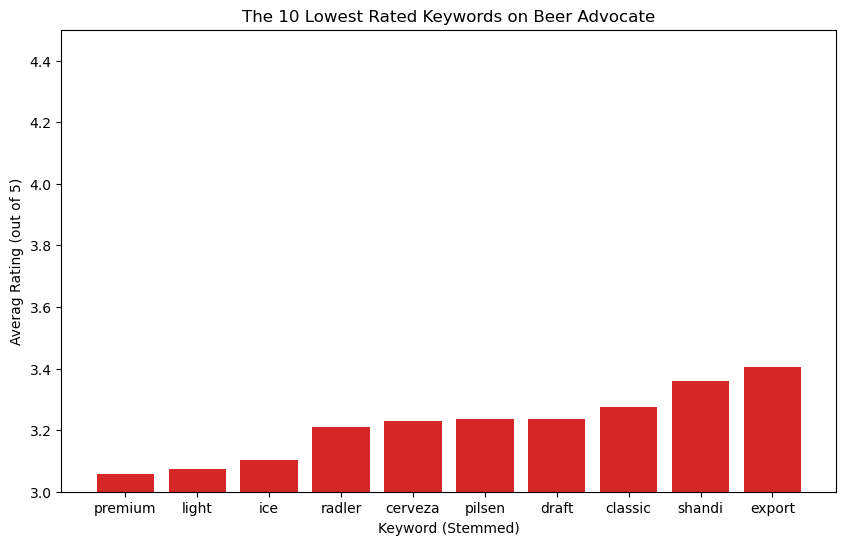 The 10 Lowest Rated Keywords on Beer Advocate
Averag Rating (out of 5)
4.4
4.2
4.0
3.8
3.6
3.4
3.2
3.0
premium light ice radler cerveza pilsen draft classic shandi export
Keyword (Stemmed)